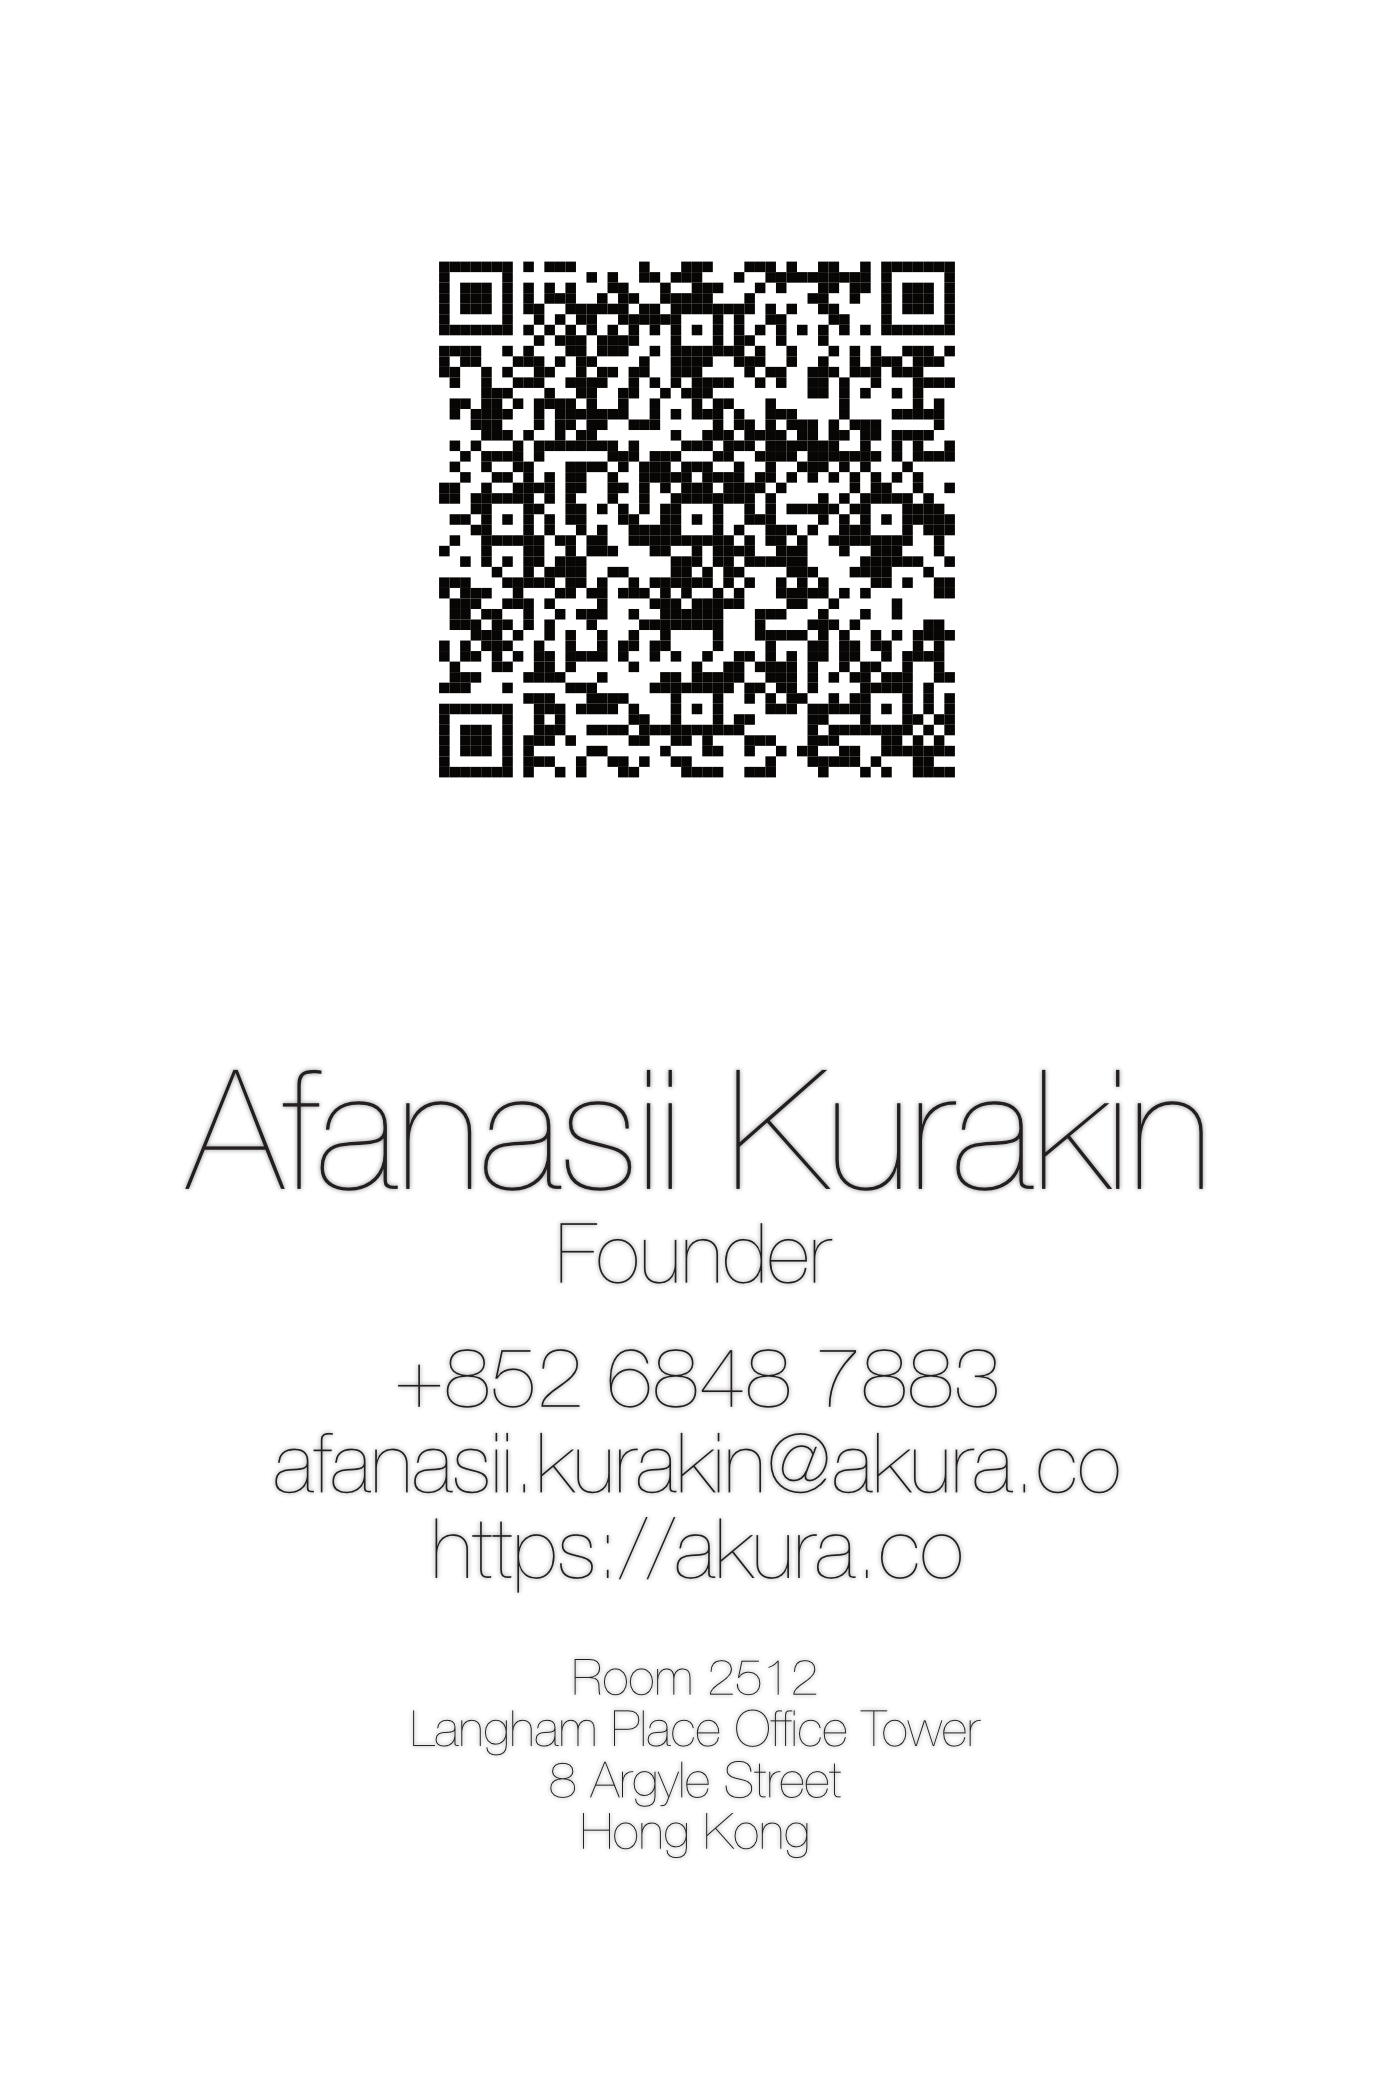 Afanasii Kurakin
Founder
+852 6848 7883
afanasii.kurakin@akura.co
https://akura.co
Room 2512
Langham Place Office Tower
8 Argyle Street
Hong Kong